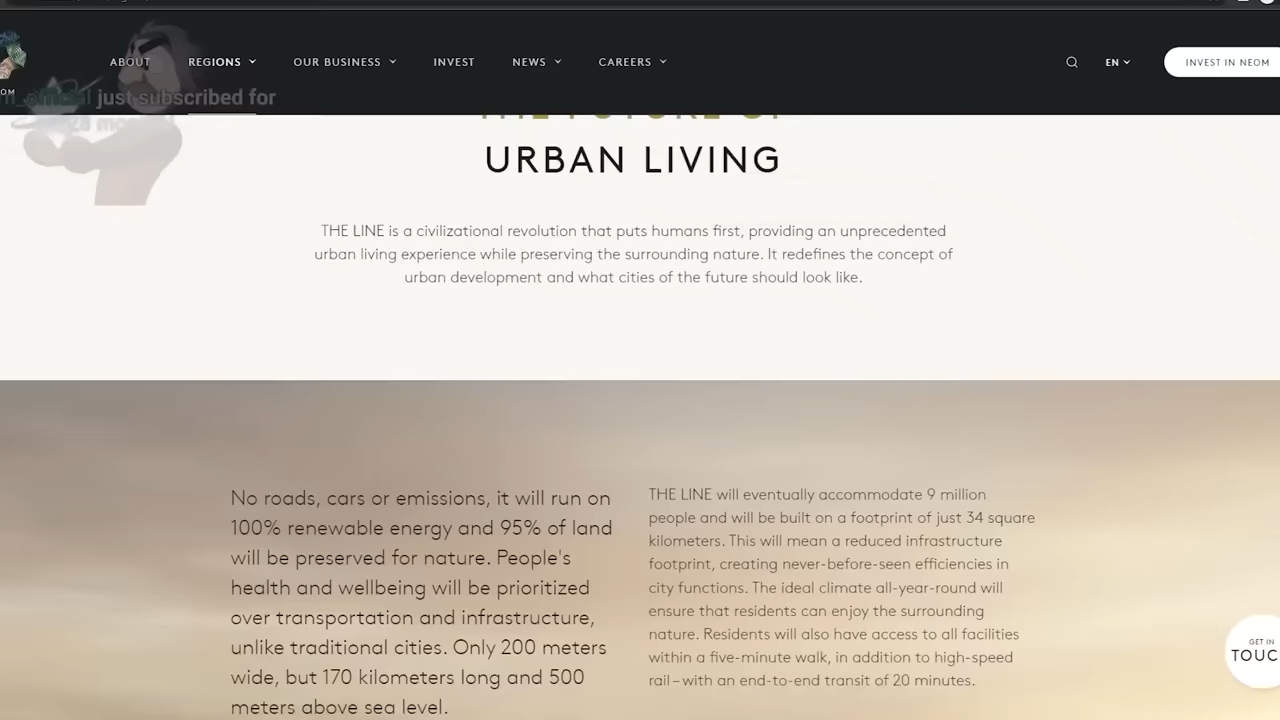 ABOUT REGIONS OUR BUSINESS INVEST NEWS CAREERS EN INVEST IN NEOM
just subscribed for
THE FUTURE OF
URBAN LIVING
THE LINE is a civilizational revolution that puts humans first, providing an unprecedented
urban living experience while preserving the surrounding nature. It redefines the concept of
urban development and what cities of the future should look like.
No roads, cars or emissions, it will run on
100% renewable energy and 95% of land
will be preserved for nature. People's
health and wellbeing will be prioritized
over transportation and infrastructure,
unlike traditional cities. Only 200 meters
wide, but 170 kilometers long and 500
meters above sea level.
THE LINE will eventually accommodate 9 million
people and will be built on a footprint of just 34 square
kilometers. This will mean a reduced infrastructure
footprint, creating never-before-seen efficiencies in
city functions. The ideal climate all-year-round will
ensure that residents can enjoy the surrounding
nature. Residents will also have access to all facilities
within a five-minute walk, in addition to high-speed
rail – with an end-to-end transit of 20 minutes.
GET IN
TOUC